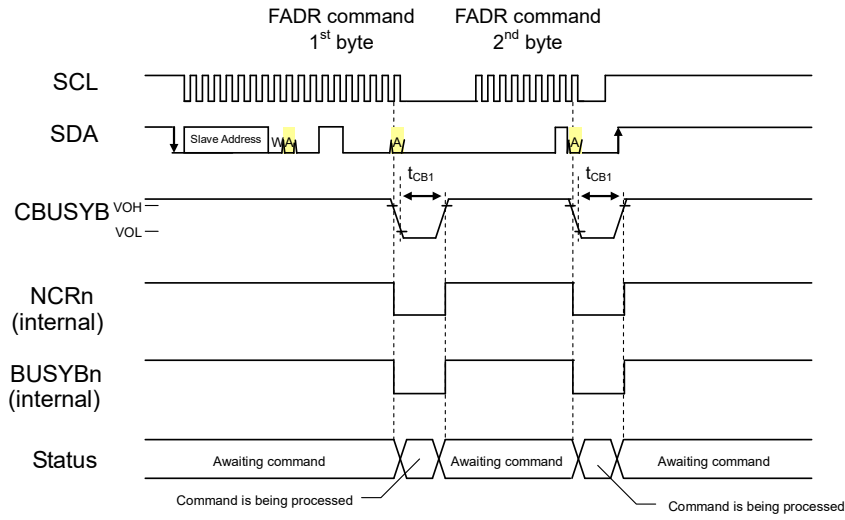 FADR command
1st byte
FADR command
2nd byte
SCL
SDA
Slave Address
W
A
A
A
tCB1
tCB1
CBUSYB
VOH
VOL
NCRn
(internal)
BUSYBn
(internal)
Status
Awaiting command
Awaiting command
Awaiting command
Command is being processed
Command is being processed